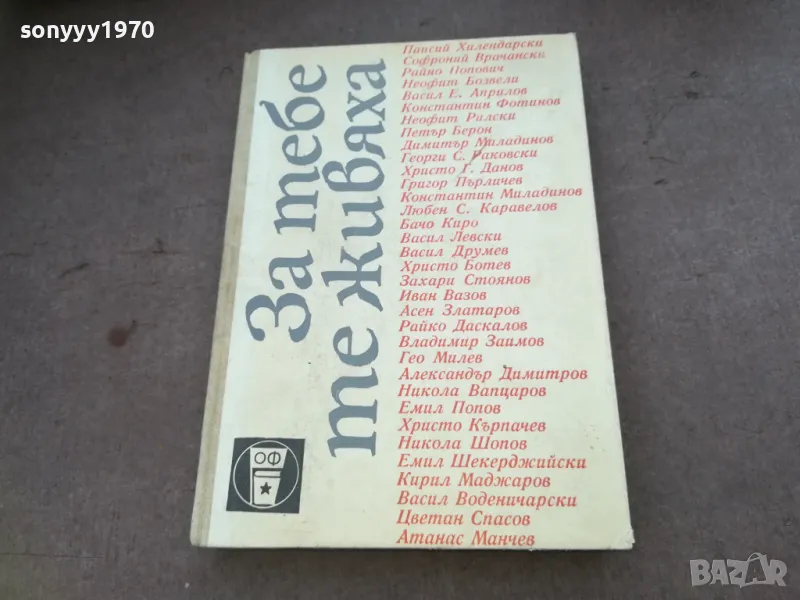 sonyyy1970
За тебе
те живяха
Паисий Хилендарски
Софроний Врачански
Райно Попович
Неофит Бозвели
Васил Е. Априлов
Константин Фотинов
Неофит Рилски
Петър Берон
Димитър Миладинов
Георги С. Раковски
Христо Г. Данов
Григор Пърличев
Константин Миладинов
Любен С. Каравелов
Бачо Киро
Васил Левски
Васил Друмев
Христо Ботев
Захари Стоянов
Иван Вазов
Асен Златаров
Райко Даскалов
Владимир Заимов
Гео Милев
Александър Димитров
Никола Вапцаров
Емил Попов
Христо Кърпачев
Никола Шопов
Емил Шекерджийски
Кирил Маджаров
Васил Воденичарски
Цветан Спасов
Атанас Манчев
ОФ
BAZAR